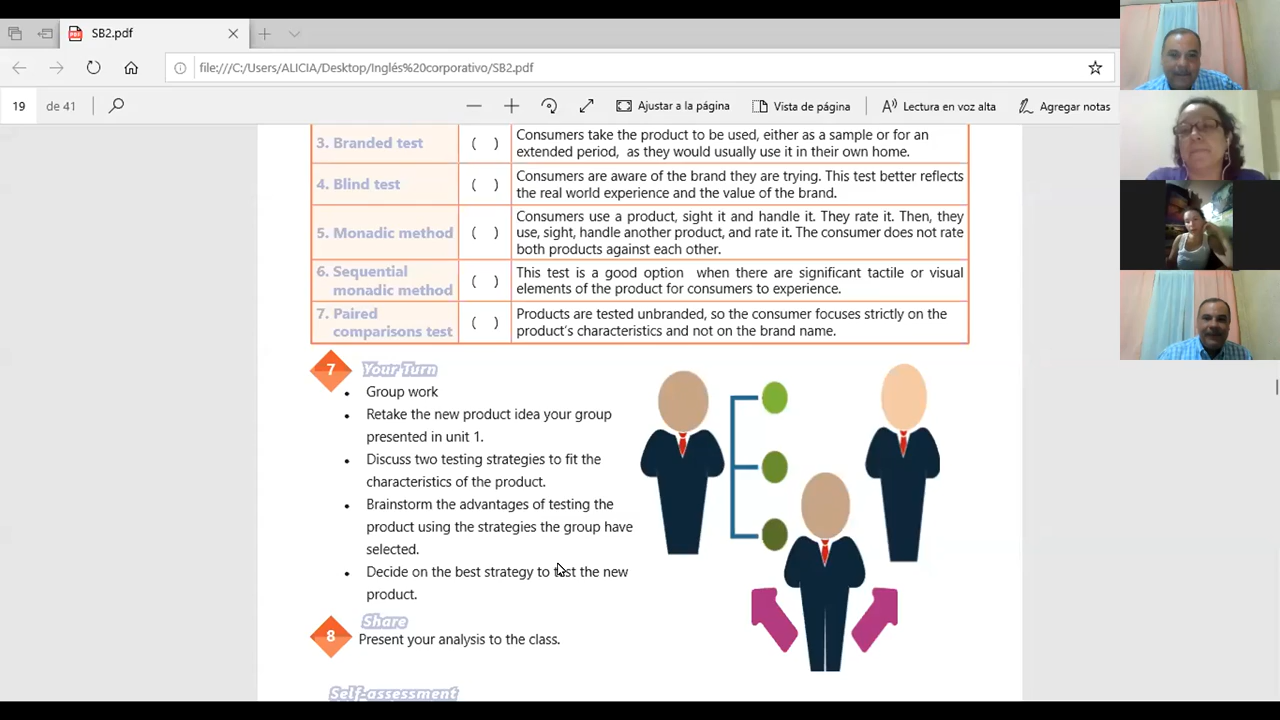 SB2.pdf
file:///C:/Users/ALICIA/Desktop/Inglés%20corporativo/SB2.pdf
19 de 41
Ajustar a la página
Vista de página
Lectura en voz alta
Agregar notas
3. Branded test ( ) Consumers take the product to be used, either as a sample or for an
extended period, as they would usually use it in their own home.
4. Blind test ( ) Consumers are aware of the brand they are trying. This test better reflects
the real world experience and the value of the brand.
5. Monadic method ( ) Consumers use a product, sight it and handle it. They rate it. Then, they
use, sight, handle another product, and rate it. The consumer does not rate
both products against each other.
6. Sequential
monadic method ( ) This test is a good option when there are significant tactile or visual
elements of the product for consumers to experience.
7. Paired
comparisons test ( ) Products are tested unbranded, so the consumer focuses strictly on the
product's characteristics and not on the brand name.
7 Your Turn
• Group work
• Retake the new product idea your group
presented in unit 1.
• Discuss two testing strategies to fit the
characteristics of the product.
• Brainstorm the advantages of testing the
product using the strategies the group have
selected.
• Decide on the best strategy to test the new
product.
8 Share
Present your analysis to the class.
Self-assessment